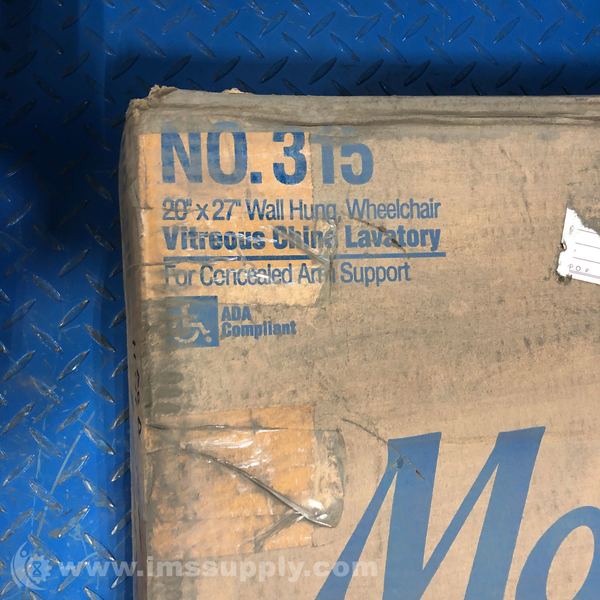 NO. 315
20" x 27" Wall Hung, Wheelchair
Vitreous China Lavatory
For Concealed Arm Support
ADA
Compliant
Mo
www.imssupply.com